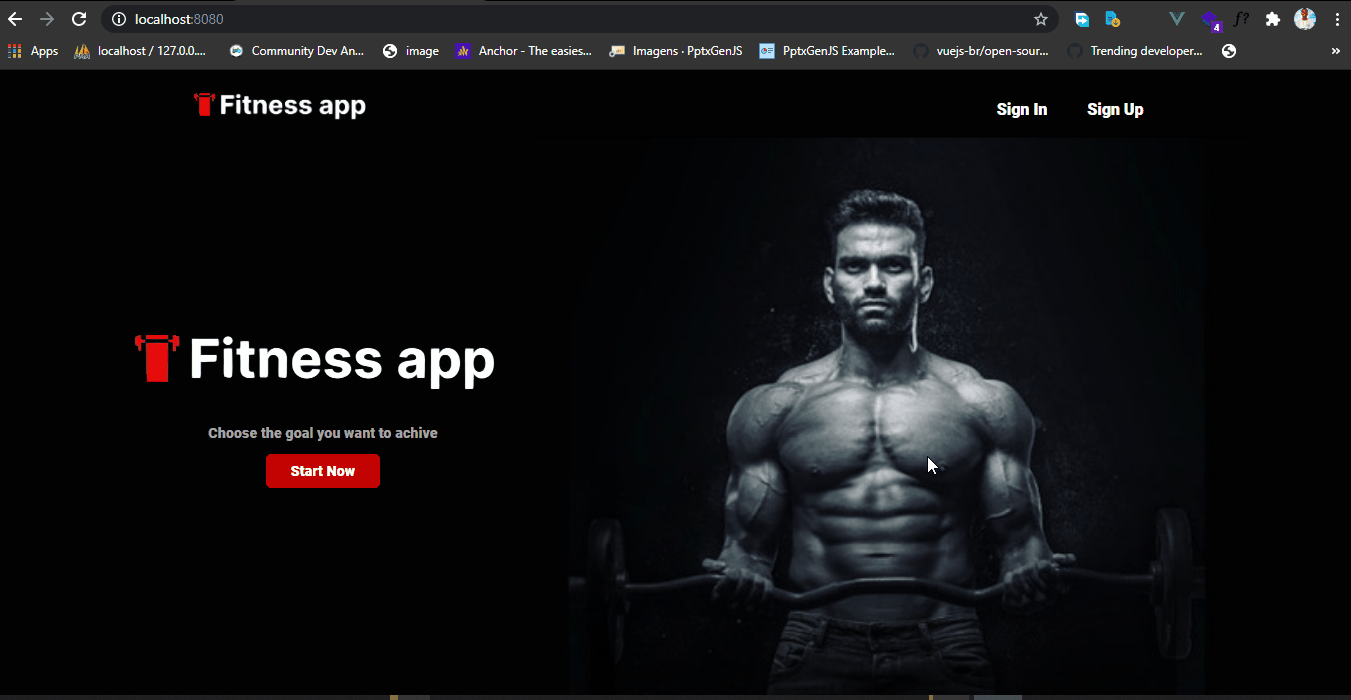 localhost:8080
4
f?
Apps
localhost / 127.0.0....
Community Dev An...
image
Anchor - The easies...
Imagens · PptxGenJS
PptxGenJS Example...
vuejs-br/open-sour...
Trending developer...
»
Fitness app
Sign In
Sign Up
Fitness app
Choose the goal you want to achive
Start Now